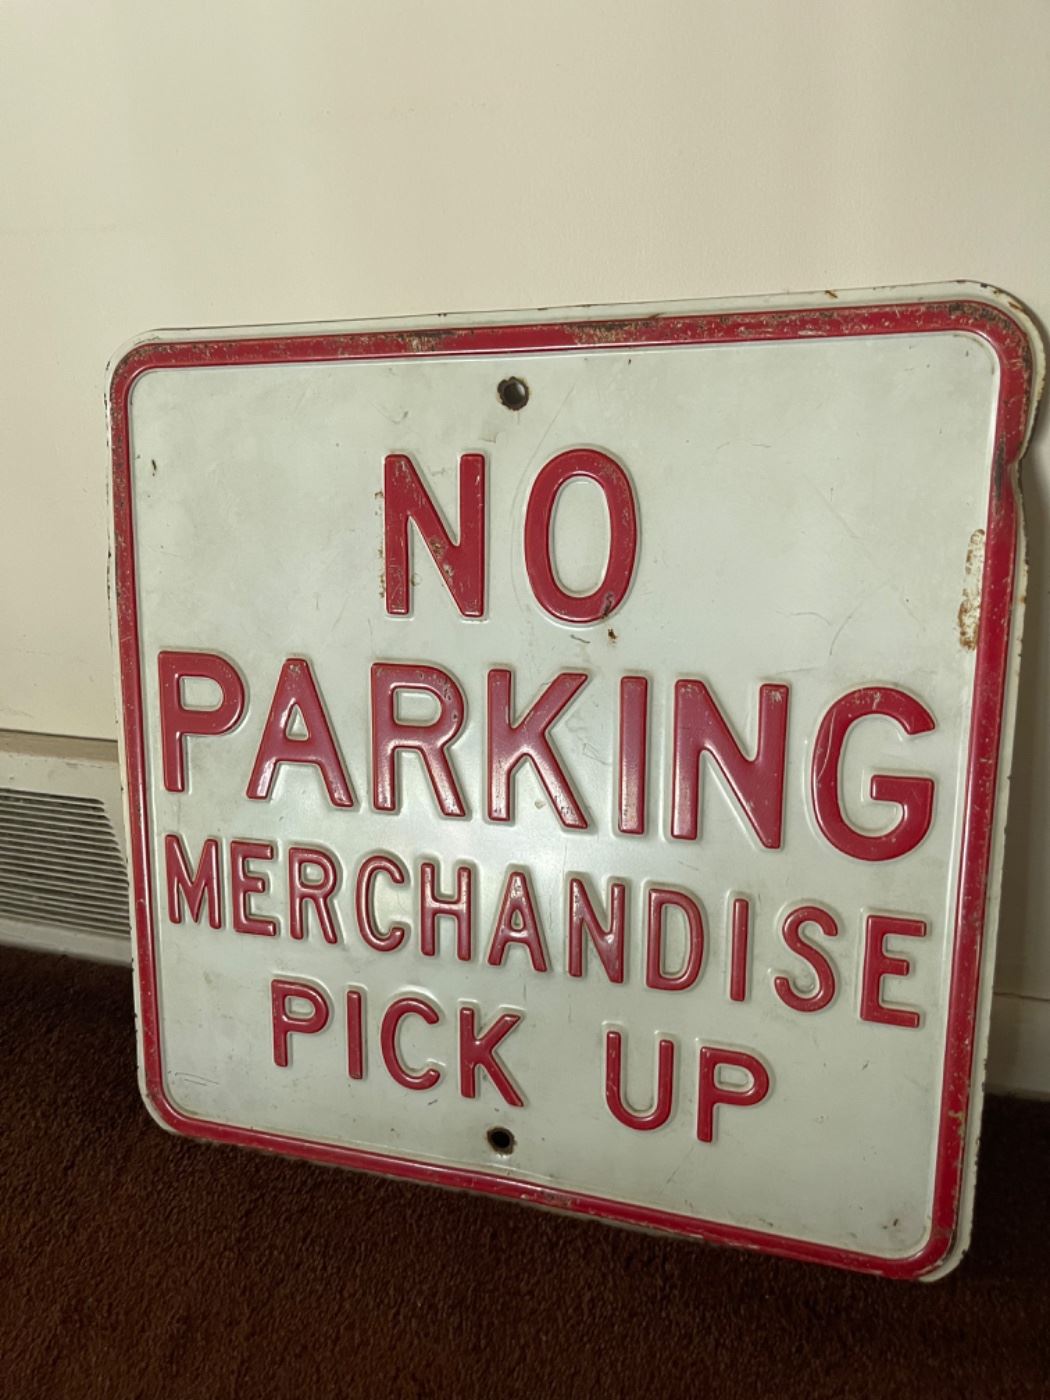 NO
PARKING
MERCHANDISE
PICK UP